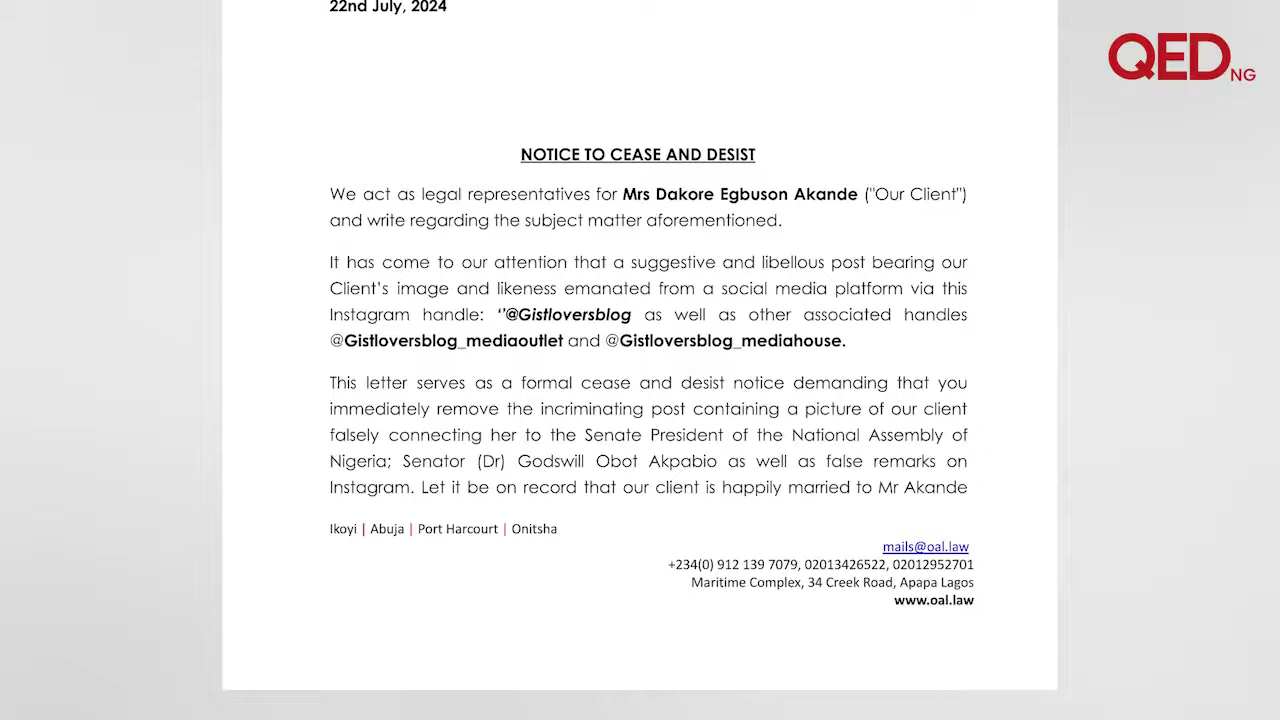 22nd July, 2024
QED NG
NOTICE TO CEASE AND DESIST
We act as legal representatives for Mrs Dakore Egbuson Akande ("Our Client")
and write regarding the subject matter aforementioned.
It has come to our attention that a suggestive and libellous post bearing our
Client’s image and likeness emanated from a social media platform via this
Instagram handle: ‘'@Gistloversblog as well as other associated handles
@Gistloversblog_mediaoutlet and @Gistloversblog_mediahouse.
This letter serves as a formal cease and desist notice demanding that you
immediately remove the incriminating post containing a picture of our client
falsely connecting her to the Senate President of the National Assembly of
Nigeria; Senator (Dr) Godswill Obot Akpabio as well as false remarks on
Instagram. Let it be on record that our client is happily married to Mr Akande
Ikoyi | Abuja | Port Harcourt | Onitsha
mails@oal.law
+234(0) 912 139 7079, 02013426522, 02012952701
Maritime Complex, 34 Creek Road, Apapa Lagos
www.oal.law